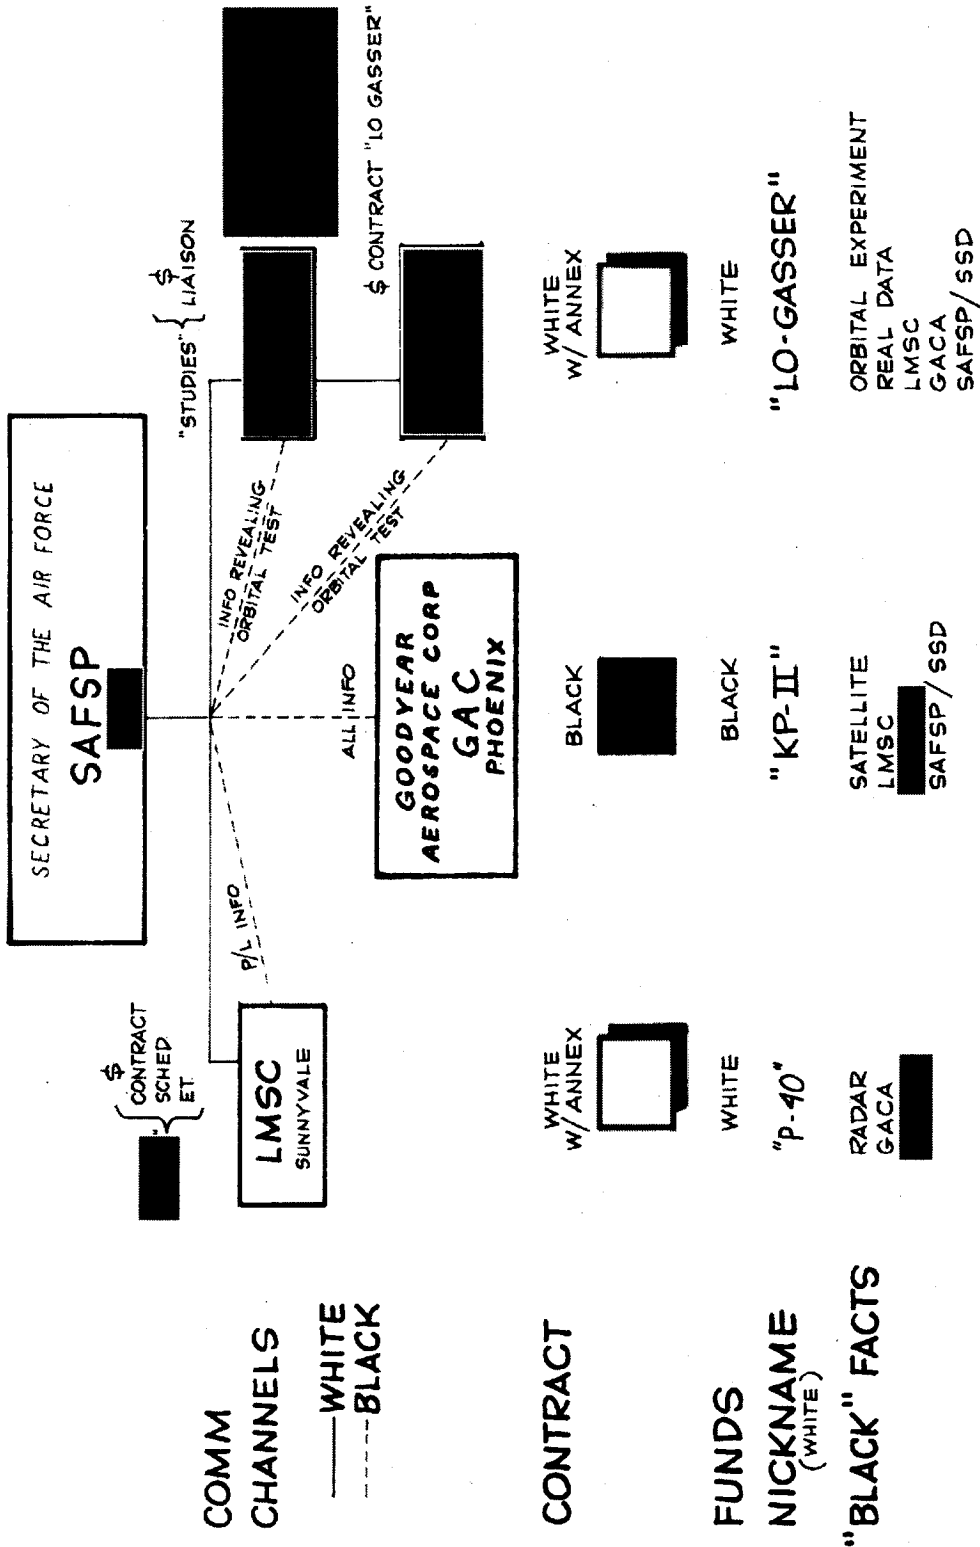 SECRETARY OF THE AIR FORCE
SAFSP
$
CONTRACT
SCHED
ET
"STUDIES"
$
LIAISON
COMM
CHANNELS
WHITE
BLACK
LMSC
SUNNYVALE
P/L INFO
ALL INFO
INFO REVEALING
ORBITAL TEST
INFO REVEALING
ORBITAL TEST
$ CONTRACT "LO GASSER"
GOODYEAR
AEROSPACE CORP
GAC
PHOENIX
CONTRACT
WHITE
W/ANNEX
BLACK
WHITE
W/ANNEX
FUNDS
WHITE
BLACK
WHITE
NICKNAME
(WHITE)
"P-40"
"KP-II"
"LO-GASSER"
"BLACK" FACTS
RADAR
GACA
SATELLITE
LMSC
SAFSP/SSD
ORBITAL EXPERIMENT
REAL DATA
LMSC
GACA
SAFSP/SSD